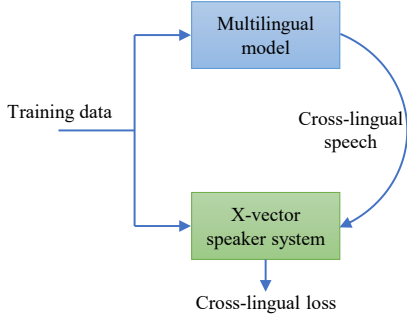 Multilingual
model
Training data
Cross-lingual
speech
X-vector
speaker system
Cross-lingual loss